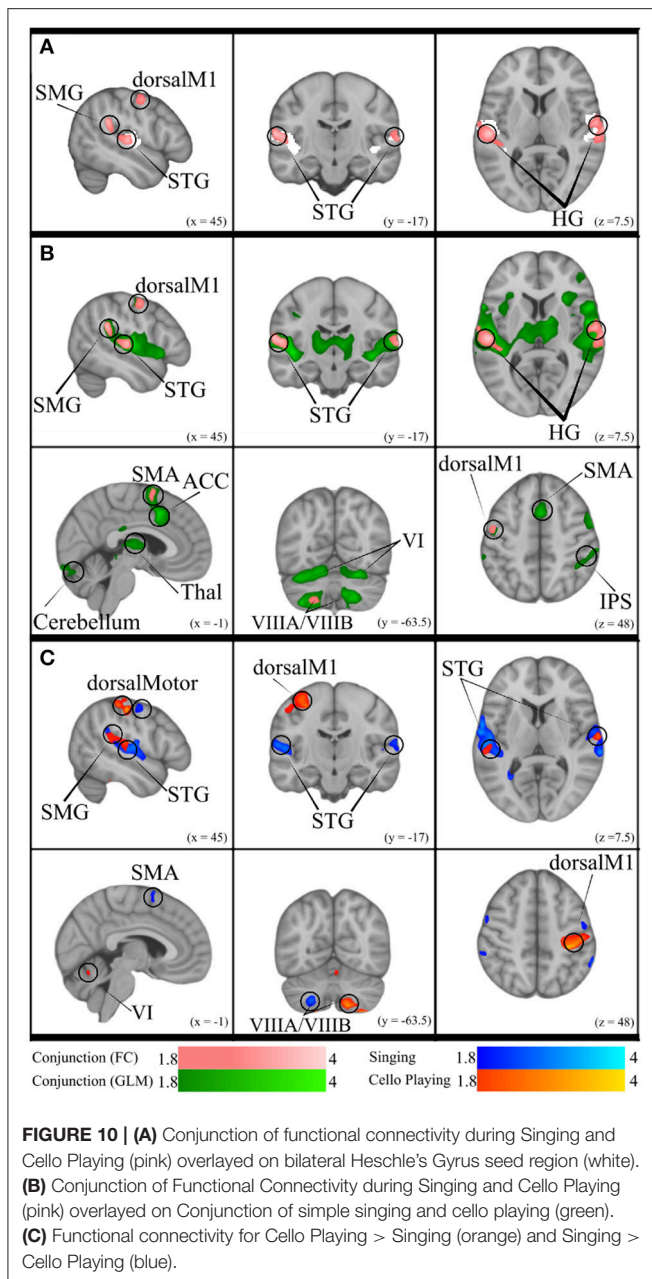 A
SMG
dorsalM1
STG
(x = 45)
STG
(y = -17)
HG
(z =7.5)
B
dorsalM1
SMG
STG
(x = 45)
STG
(y = -17)
HG
(z =7.5)
SMA
ACC
Thal
Cerebellum
(x = -1)
VI
VIIIA/VIIIB
(y = -63.5)
dorsalM1
SMA
IPS
(z = 48)
C
dorsalMotor
SMG
STG
(x = 45)
dorsalM1
STG
(y = -17)
STG
(z =7.5)
SMA
VI
(x = -1)
VIIIA/VIIIB
(y = -63.5)
dorsalM1
(z = 48)
Conjunction (FC) 1.8 4
Conjunction (GLM) 1.8 4
Singing 1.8 4
Cello Playing 1.8 4
FIGURE 10 | (A) Conjunction of functional connectivity during Singing and
Cello Playing (pink) overlayed on bilateral Heschle's Gyrus seed region (white).
(B) Conjunction of Functional Connectivity during Singing and Cello Playing
(pink) overlayed on Conjunction of simple singing and cello playing (green).
(C) Functional connectivity for Cello Playing > Singing (orange) and Singing >
Cello Playing (blue).